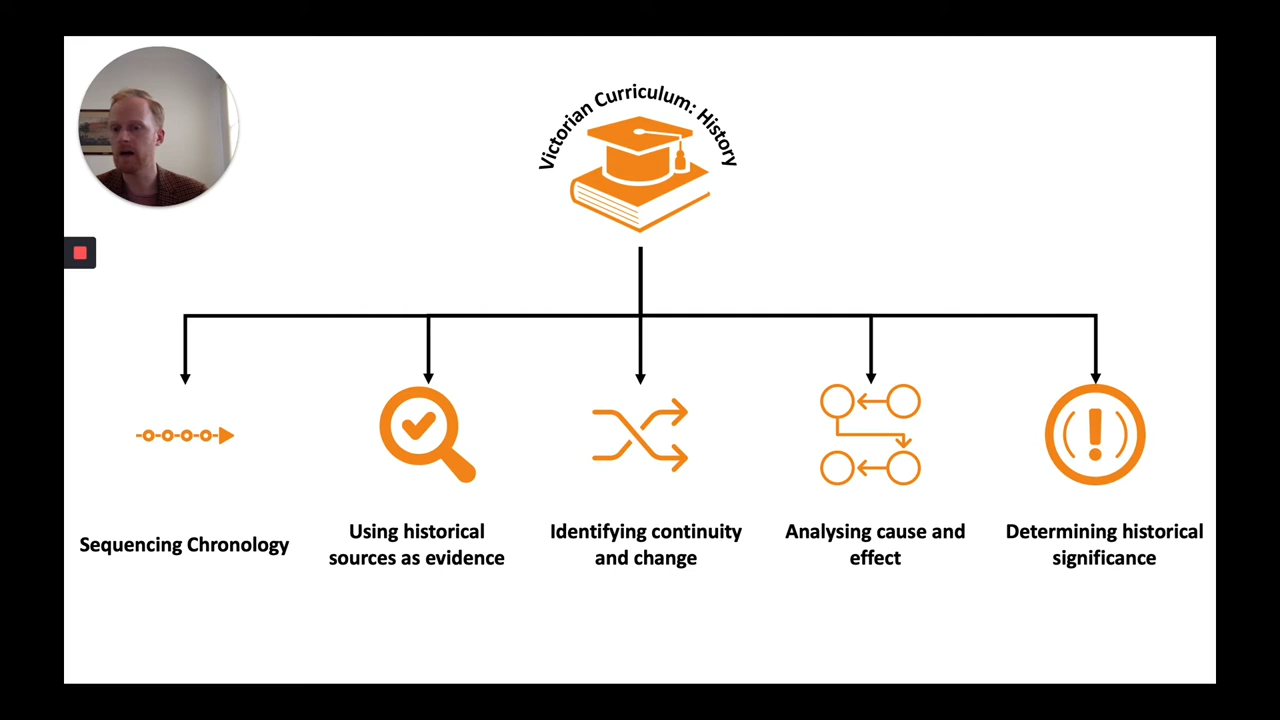 Victorian Curriculum: History
Sequencing Chronology
Using historical
sources as evidence
Identifying continuity
and change
Analysing cause and
effect
Determining historical
significance